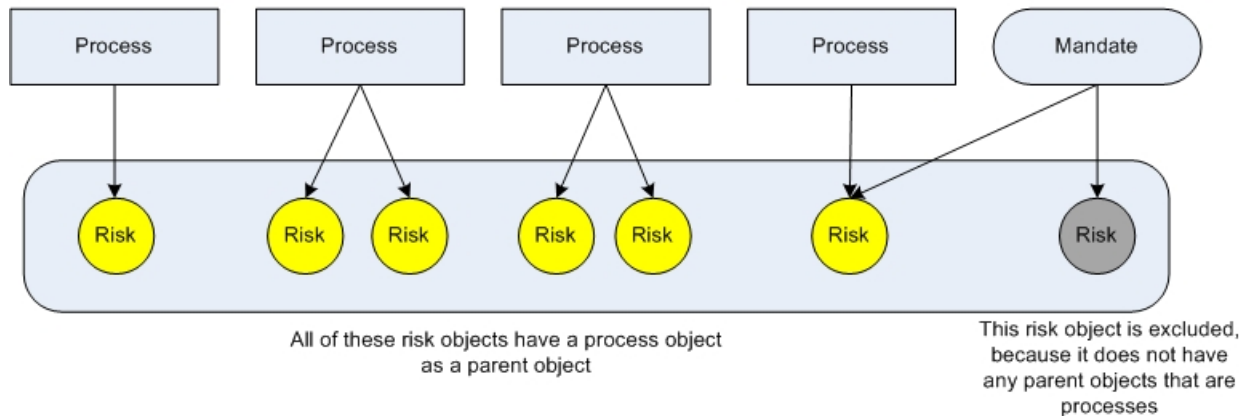 Process
Process
Process
Process
Mandate
Risk
Risk
Risk
Risk
Risk
Risk
Risk
All of these risk objects have a process object
as a parent object
This risk object is excluded,
because it does not have
any parent objects that are
processes